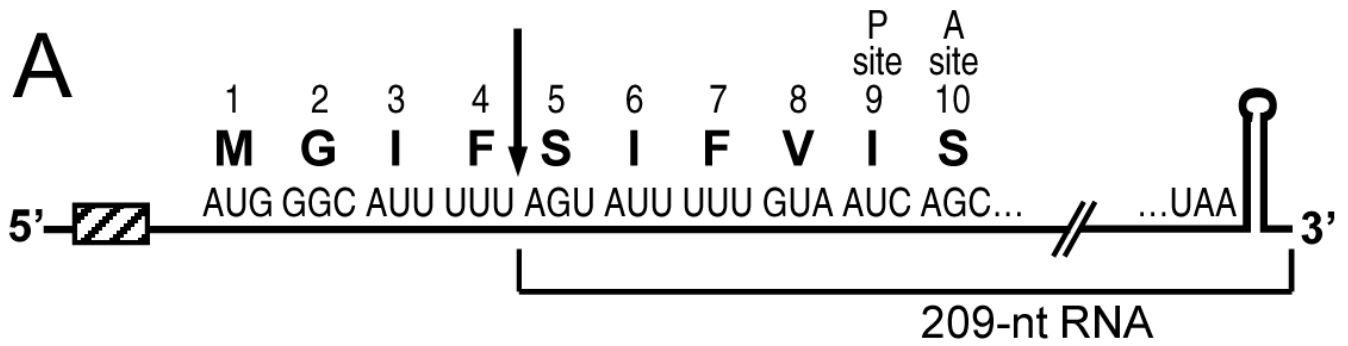 A
P A
site site
1 2 3 4 5 6 7 8 9 10
M G I F S I F V I S
AUG GGC AUU UUU AGU AUU UUU GUA AUC AGC... ...UAA
5’ 3’
209-nt RNA